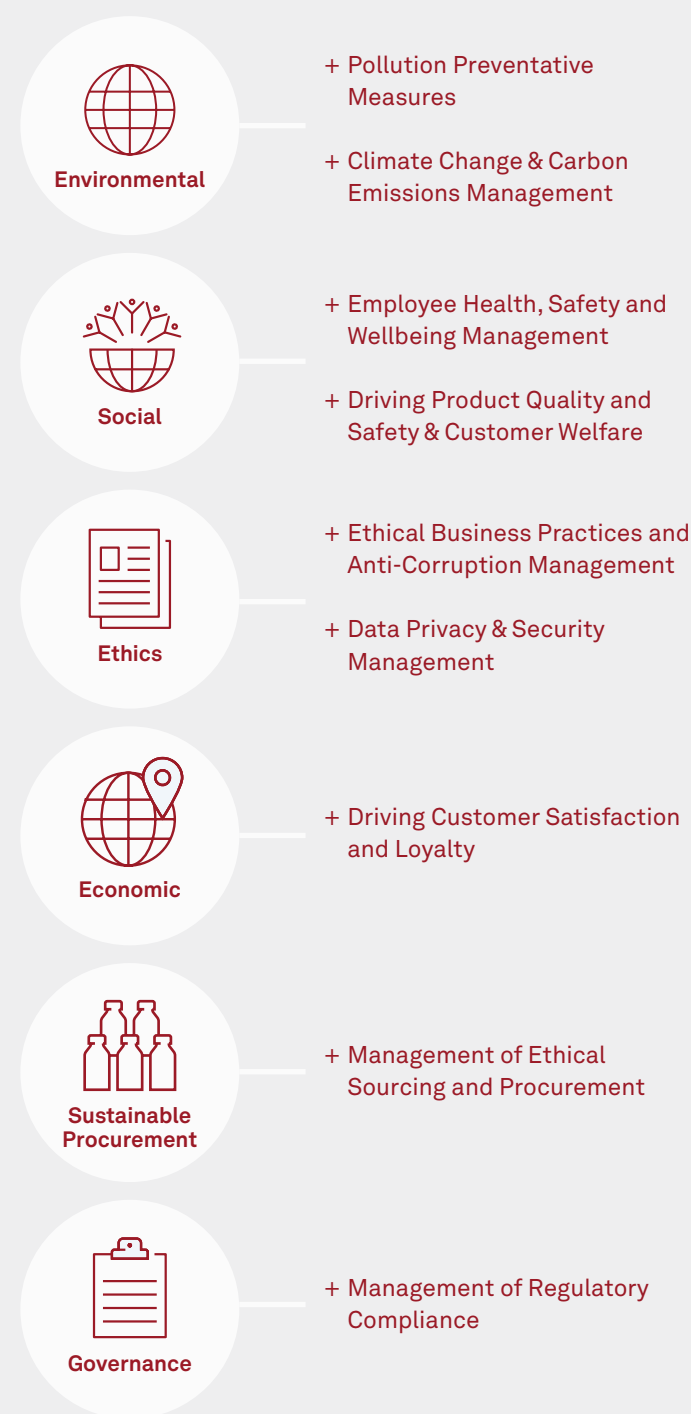 Environmental
+ Pollution Preventative
Measures
+ Climate Change & Carbon
Emissions Management
Social
+ Employee Health, Safety and
Wellbeing Management
+ Driving Product Quality and
Safety & Customer Welfare
Ethics
+ Ethical Business Practices and
Anti-Corruption Management
+ Data Privacy & Security
Management
Economic
+ Driving Customer Satisfaction
and Loyalty
Sustainable
Procurement
+ Management of Ethical
Sourcing and Procurement
Governance
+ Management of Regulatory
Compliance